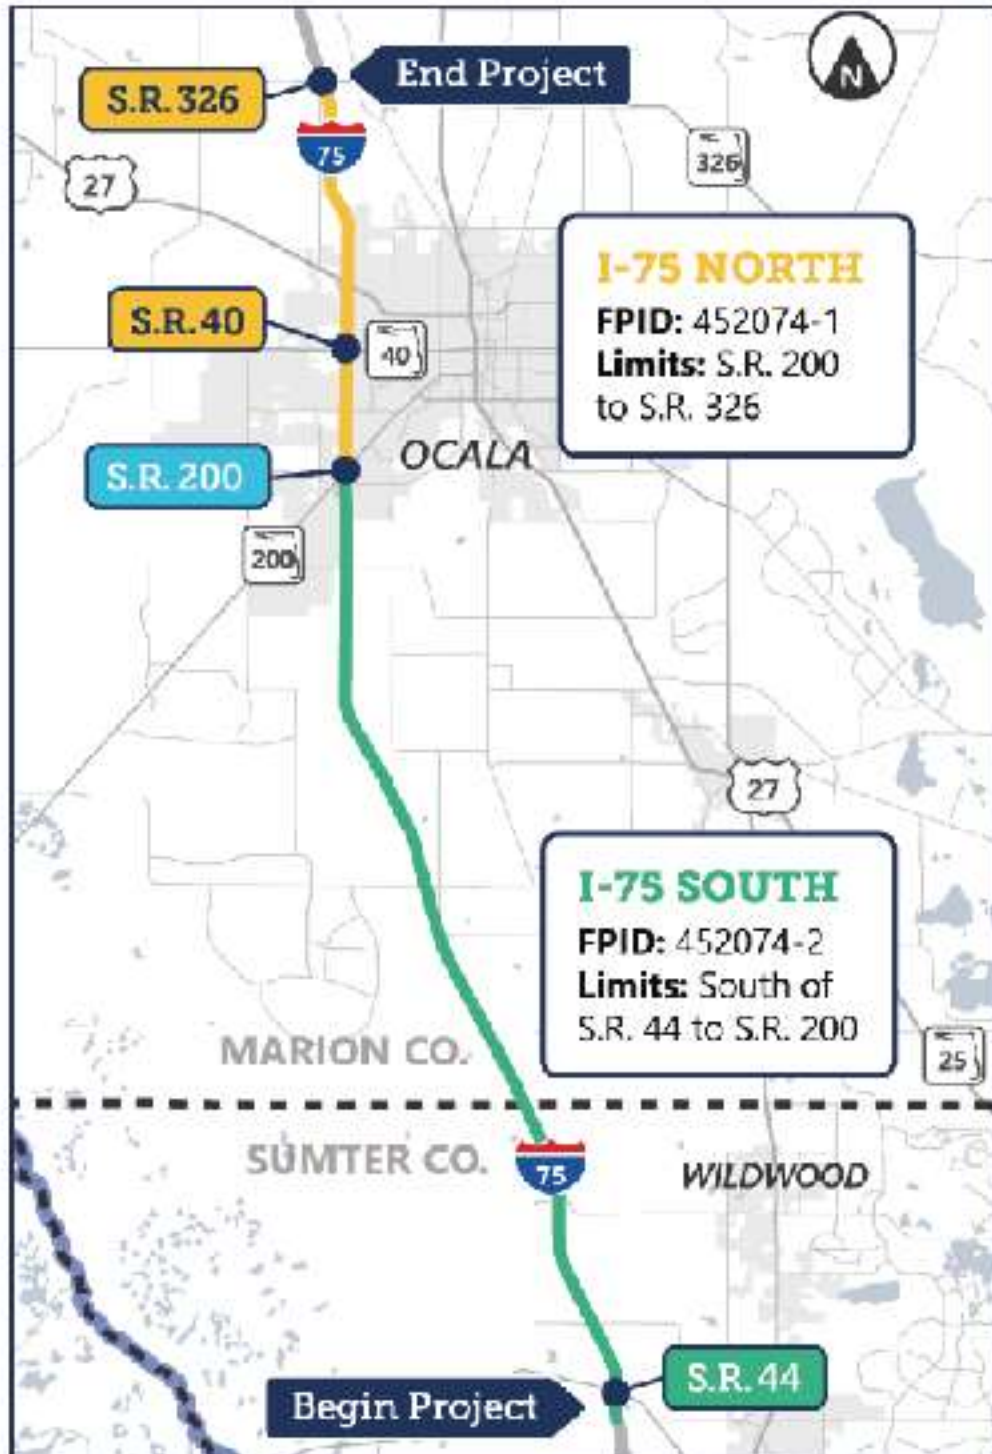 End Project
S.R. 326
N
75
326
27
I-75 NORTH
FPID: 452074-1
Limits: S.R. 200
to S.R. 326
S.R. 40
40
OCALA
S.R. 200
200
27
I-75 SOUTH
FPID: 452074-2
Limits: South of
S.R. 44 to S.R. 200
MARION CO.
25
SUMTER CO.
75
WILDWOOD
S.R. 44
Begin Project